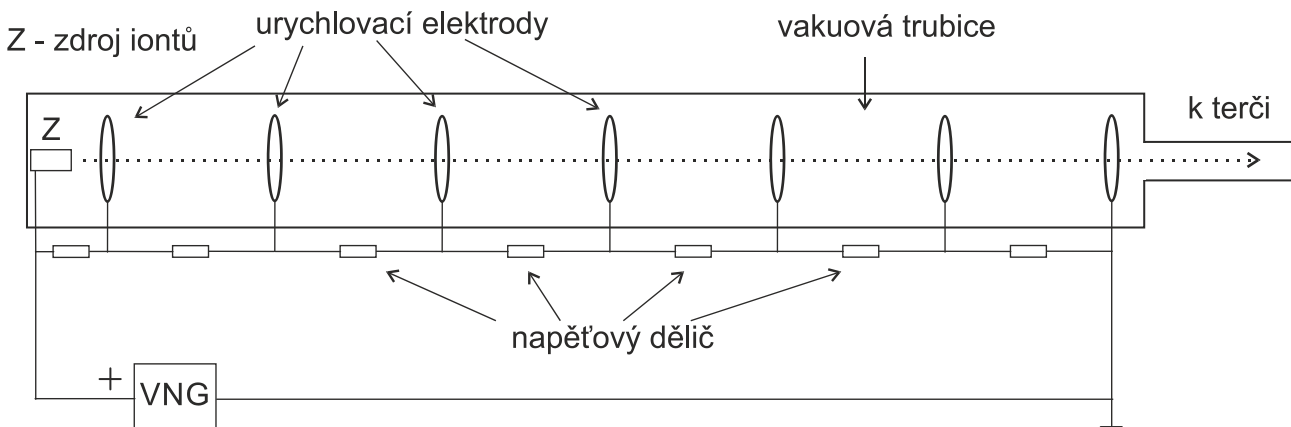 Z - zdroj iontů
urychlovací elektrody
vakuová trubice
k terči
Z
napěťový dělič
+
VNG